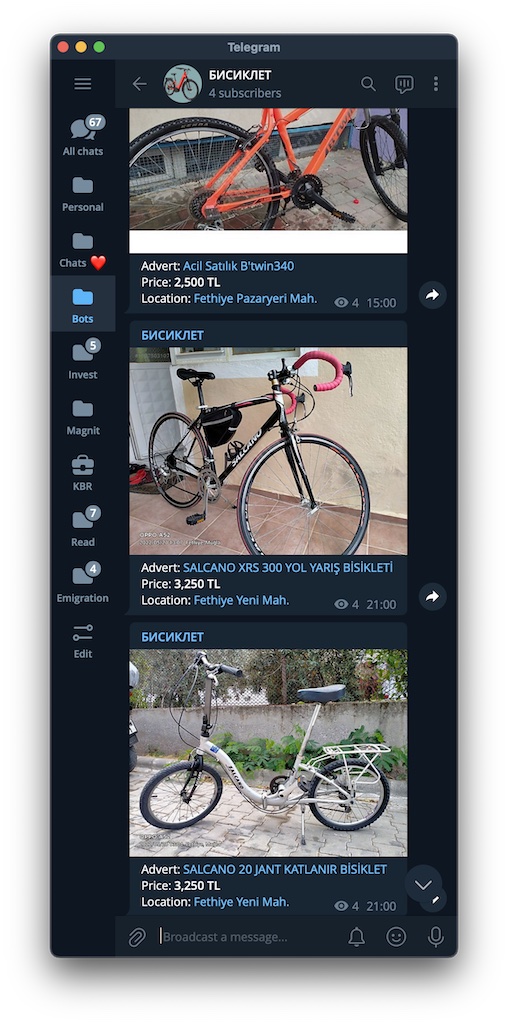 Telegram
БИСИКЛЕТ
4 subscribers
67
All chats
Personal
Chats ❤️
Bots
5
Invest
Magnit
KBR
7
Read
4
Emigration
Edit
Advert: Acil Satılık B'twin340
Price: 2,500 TL
Location: Fethiye Pazaryeri Mah.
4 15:00
БИСИКЛЕТ
SALCANO
OPPO A52
Advert: SALCANO XRS 300 YOL YARIŞ BİSİKLETİ
Price: 3,250 TL
Location: Fethiye Yeni Mah.
4 21:00
БИСИКЛЕТ
SALCANO
Advert: SALCANO 20 JANT KATLANIR BİSİKLET
Price: 3,250 TL
Location: Fethiye Yeni Mah.
4 21:00
Broadcast a message...